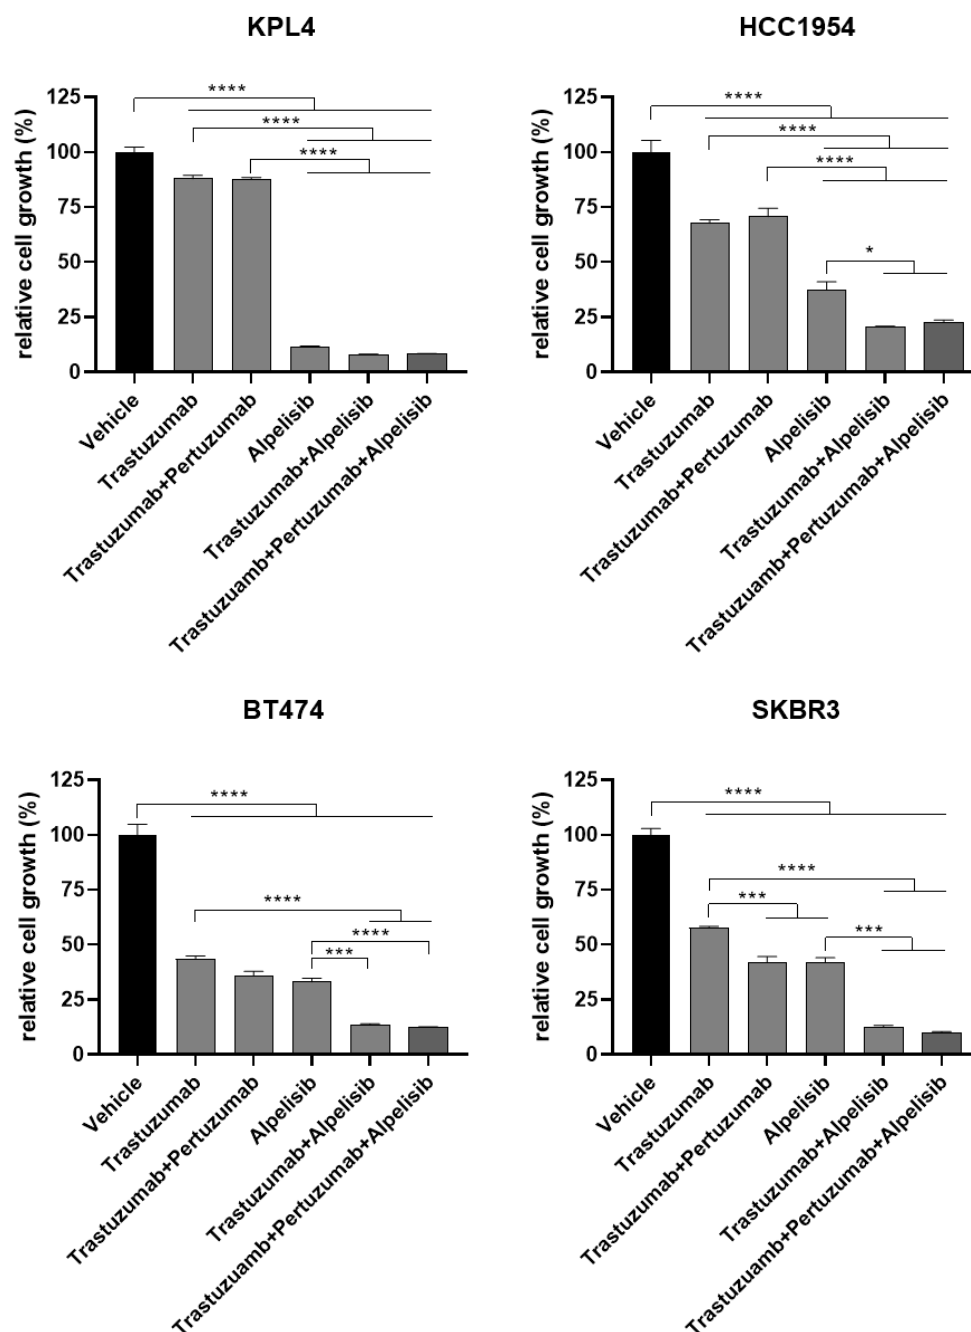 KPL4
relative cell growth (%)
125
100
75
50
25
0
****
****
****
Vehicle
Trastuzumab
Trastuzumab+Pertuzumab
Alpelisib
Trastuzumab+Alpelisib
Trastuzuamb+Pertuzumab+Alpelisib
HCC1954
relative cell growth (%)
125
100
75
50
25
0
****
****
****
*
Vehicle
Trastuzumab
Trastuzumab+Pertuzumab
Alpelisib
Trastuzumab+Alpelisib
Trastuzuamb+Pertuzumab+Alpelisib
BT474
relative cell growth (%)
125
100
75
50
25
0
****
****
****
***
Vehicle
Trastuzumab
Trastuzumab+Pertuzumab
Alpelisib
Trastuzumab+Alpelisib
Trastuzuamb+Pertuzumab+Alpelisib
SKBR3
relative cell growth (%)
125
100
75
50
25
0
****
****
***
***
Vehicle
Trastuzumab
Trastuzumab+Pertuzumab
Alpelisib
Trastuzumab+Alpelisib
Trastuzuamb+Pertuzumab+Alpelisib